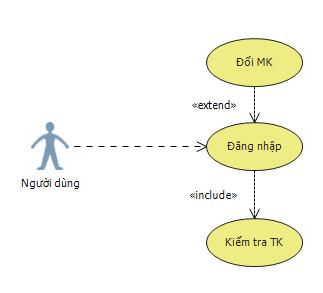 Đổi MK
«extend»
Đăng nhập
Người dùng
«include»
Kiểm tra TK